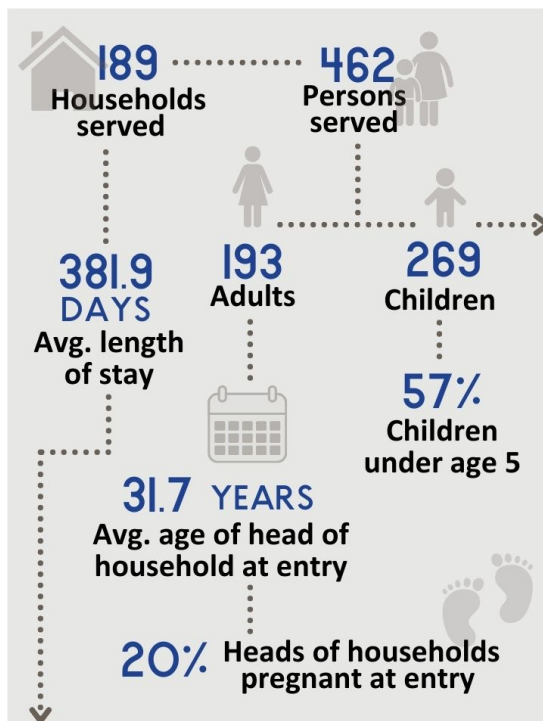 189
Households
served
462
Persons
served
381.9
DAYS
Avg. length
of stay
193
Adults
269
Children
57%
Children
under age 5
31.7 YEARS
Avg. age of head of
household at entry
20% Heads of households
pregnant at entry